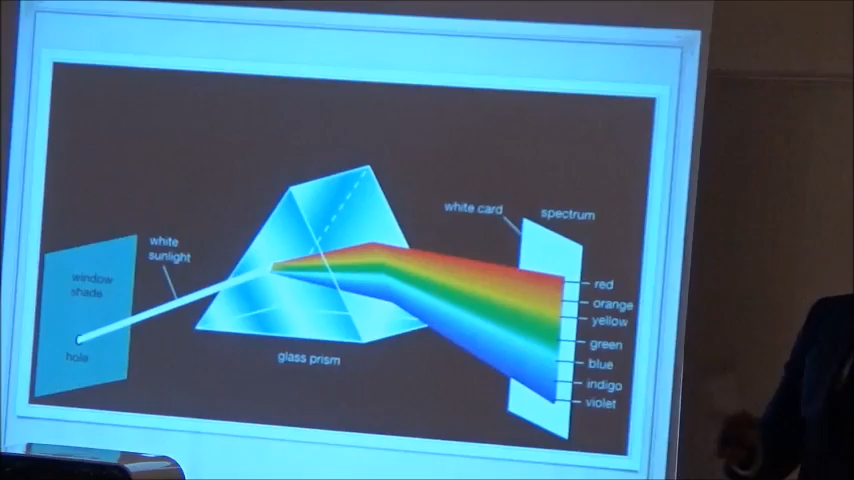 white card
spectrum
white
sunlight
window
shade
hole
glass prism
red
orange
yellow
green
blue
indigo
violet